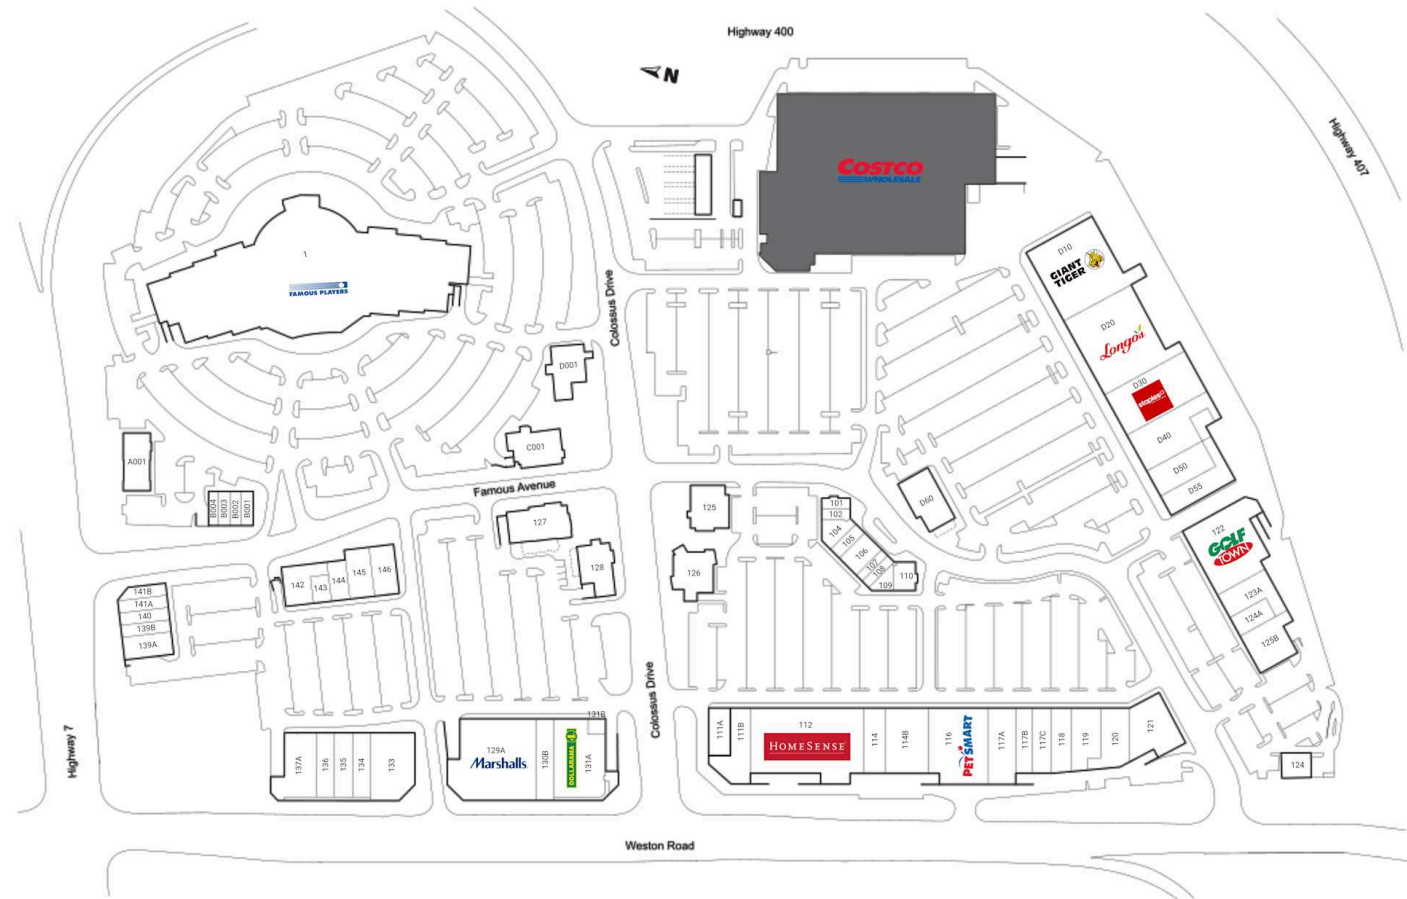 Highway 400
N
Highway 407
COSTCO
WHOLESALE
1
FAMOUS PLAYERS
Colossus Drive
D001
C001
A001
B004
B003
B002
B001
Famous Avenue
D10
GIANT
TIGER
D20
Longo's
D30
staples
D40
D50
D55
D60
122
GOLF
TOWN
123A
124A
125B
124
125
126
127
128
101
102
104
105
106
107
108
109
110
142
143
144
145
146
141B
141A
140
139B
139A
Highway 7
137A
136
135
134
133
129A
Marshalls
130B
DOLLARAMA
131A
131B
Colossus Drive
111A
111B
112
HOMESENSE
114
114B
116
PETSMART
117A
117B
117C
118
119
120
121
Weston Road